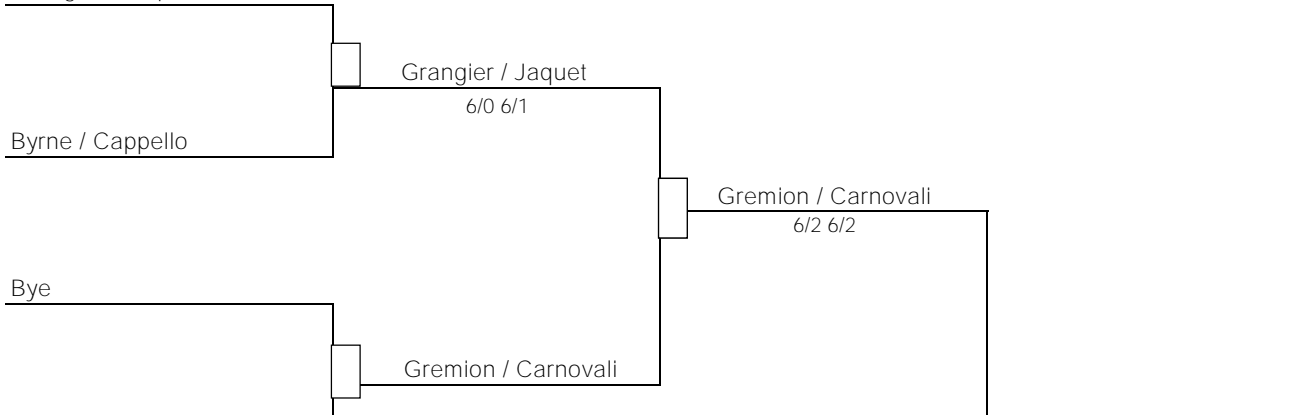 Grangier / Jaquet
6/0 6/1
Byrne / Cappello
Gremion / Carnovali
6/2 6/2
Bye
Gremion / Carnovali